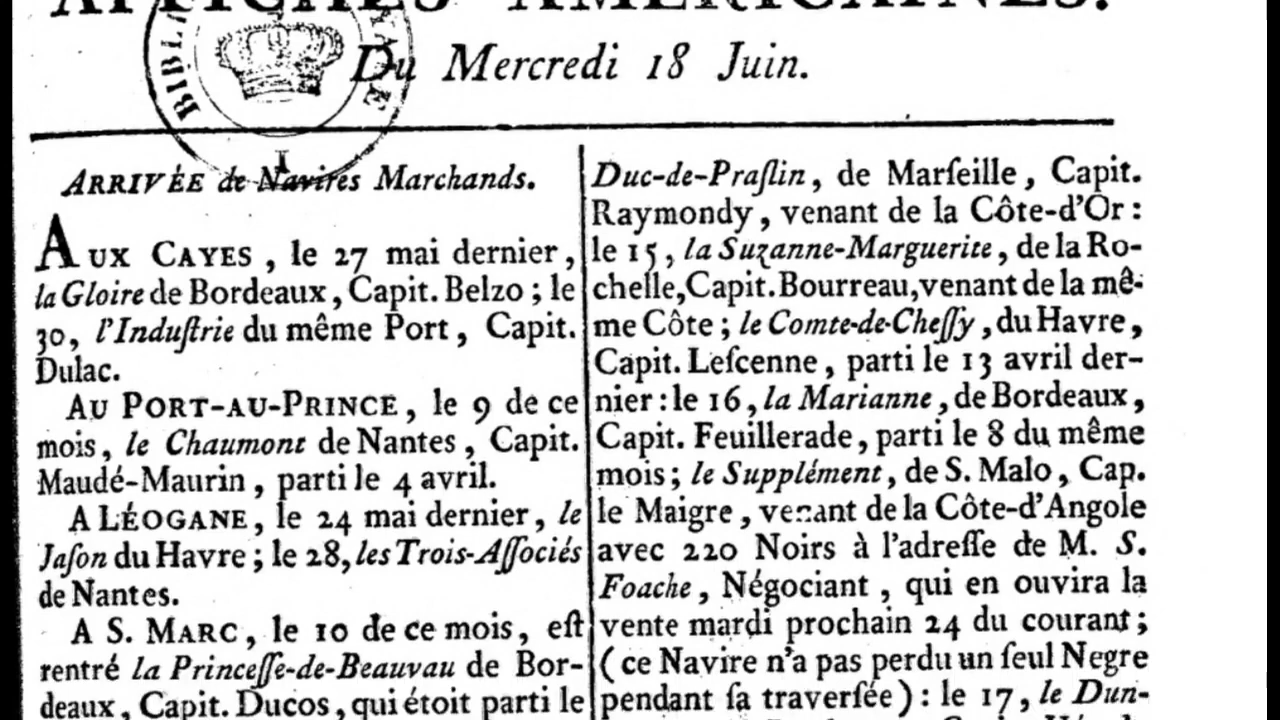 AFFICHES AMERICAINES.
Du Mercredi 18 Juin.
ARRIVÉE de Navires Marchands.
AUX CAYES, le 27 mai dernier,
la Gloire de Bordeaux, Capit. Belzo ; le
30, l'Induſtrie du même Port, Capit.
Dulac.
AU PORT-AU-PRINCE, le 9 de ce
mois, le Chaumont de Nantes, Capit.
Maudé-Maurin, parti le 4 avril.
A LÉOGANE, le 24 mai dernier, le
Jaſon du Havre ; le 28, les Trois-Aſſociés
de Nantes.
A S. MARC, le 10 de ce mois, eſt
rentré la Princeſſe-de-Beauvau de Bor-
deaux, Capit. Ducos, qui étoit parti le
Duc-de-Praſlin, de Marſeille, Capit.
Raymondy, venant de la Côte-d'Or :
le 15, la Suzanne-Marguerite, de la Ro-
chelle, Capit. Bourreau, venant de la mê-
me Côte ; le Comte-de-Cheſſy, du Havre,
Capit. Leſcenne, parti le 13 avril der-
nier : le 16, la Marianne, de Bordeaux,
Capit. Feuillerade, parti le 8 du même
mois ; le Supplément, de S. Malo, Cap.
le Maigre, venant de la Côte-d'Angole
avec 220 Noirs à l'adreſſe de M. S.
Foache, Négociant, qui en ouvira la
vente mardi prochain 24 du courant ;
(ce Navire n'a pas perdu un ſeul Negre
pendant ſa traverſée) : le 17, le Dun-